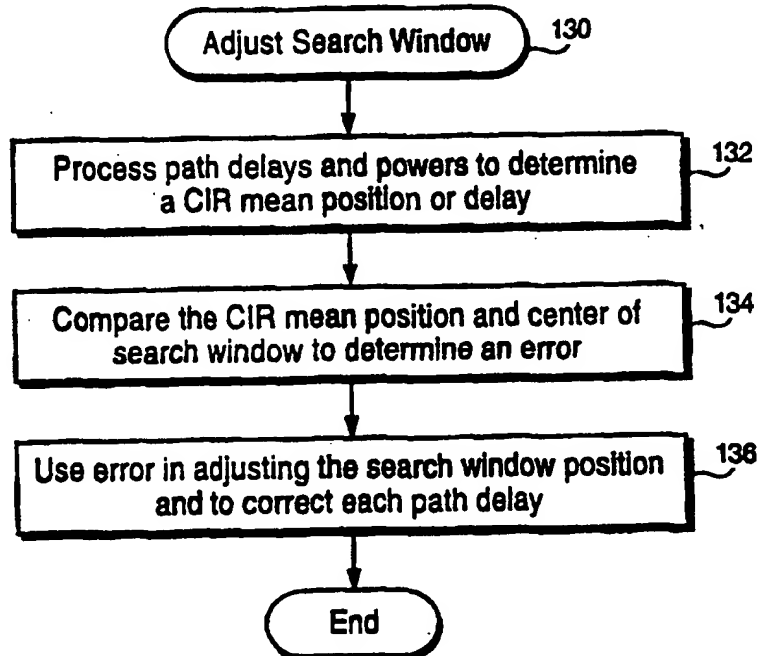 Adjust Search Window
130
Process path delays and powers to determine
a CIR mean position or delay
132
Compare the CIR mean position and center of
search window to determine an error
134
Use error in adjusting the search window position
and to correct each path delay
136
End